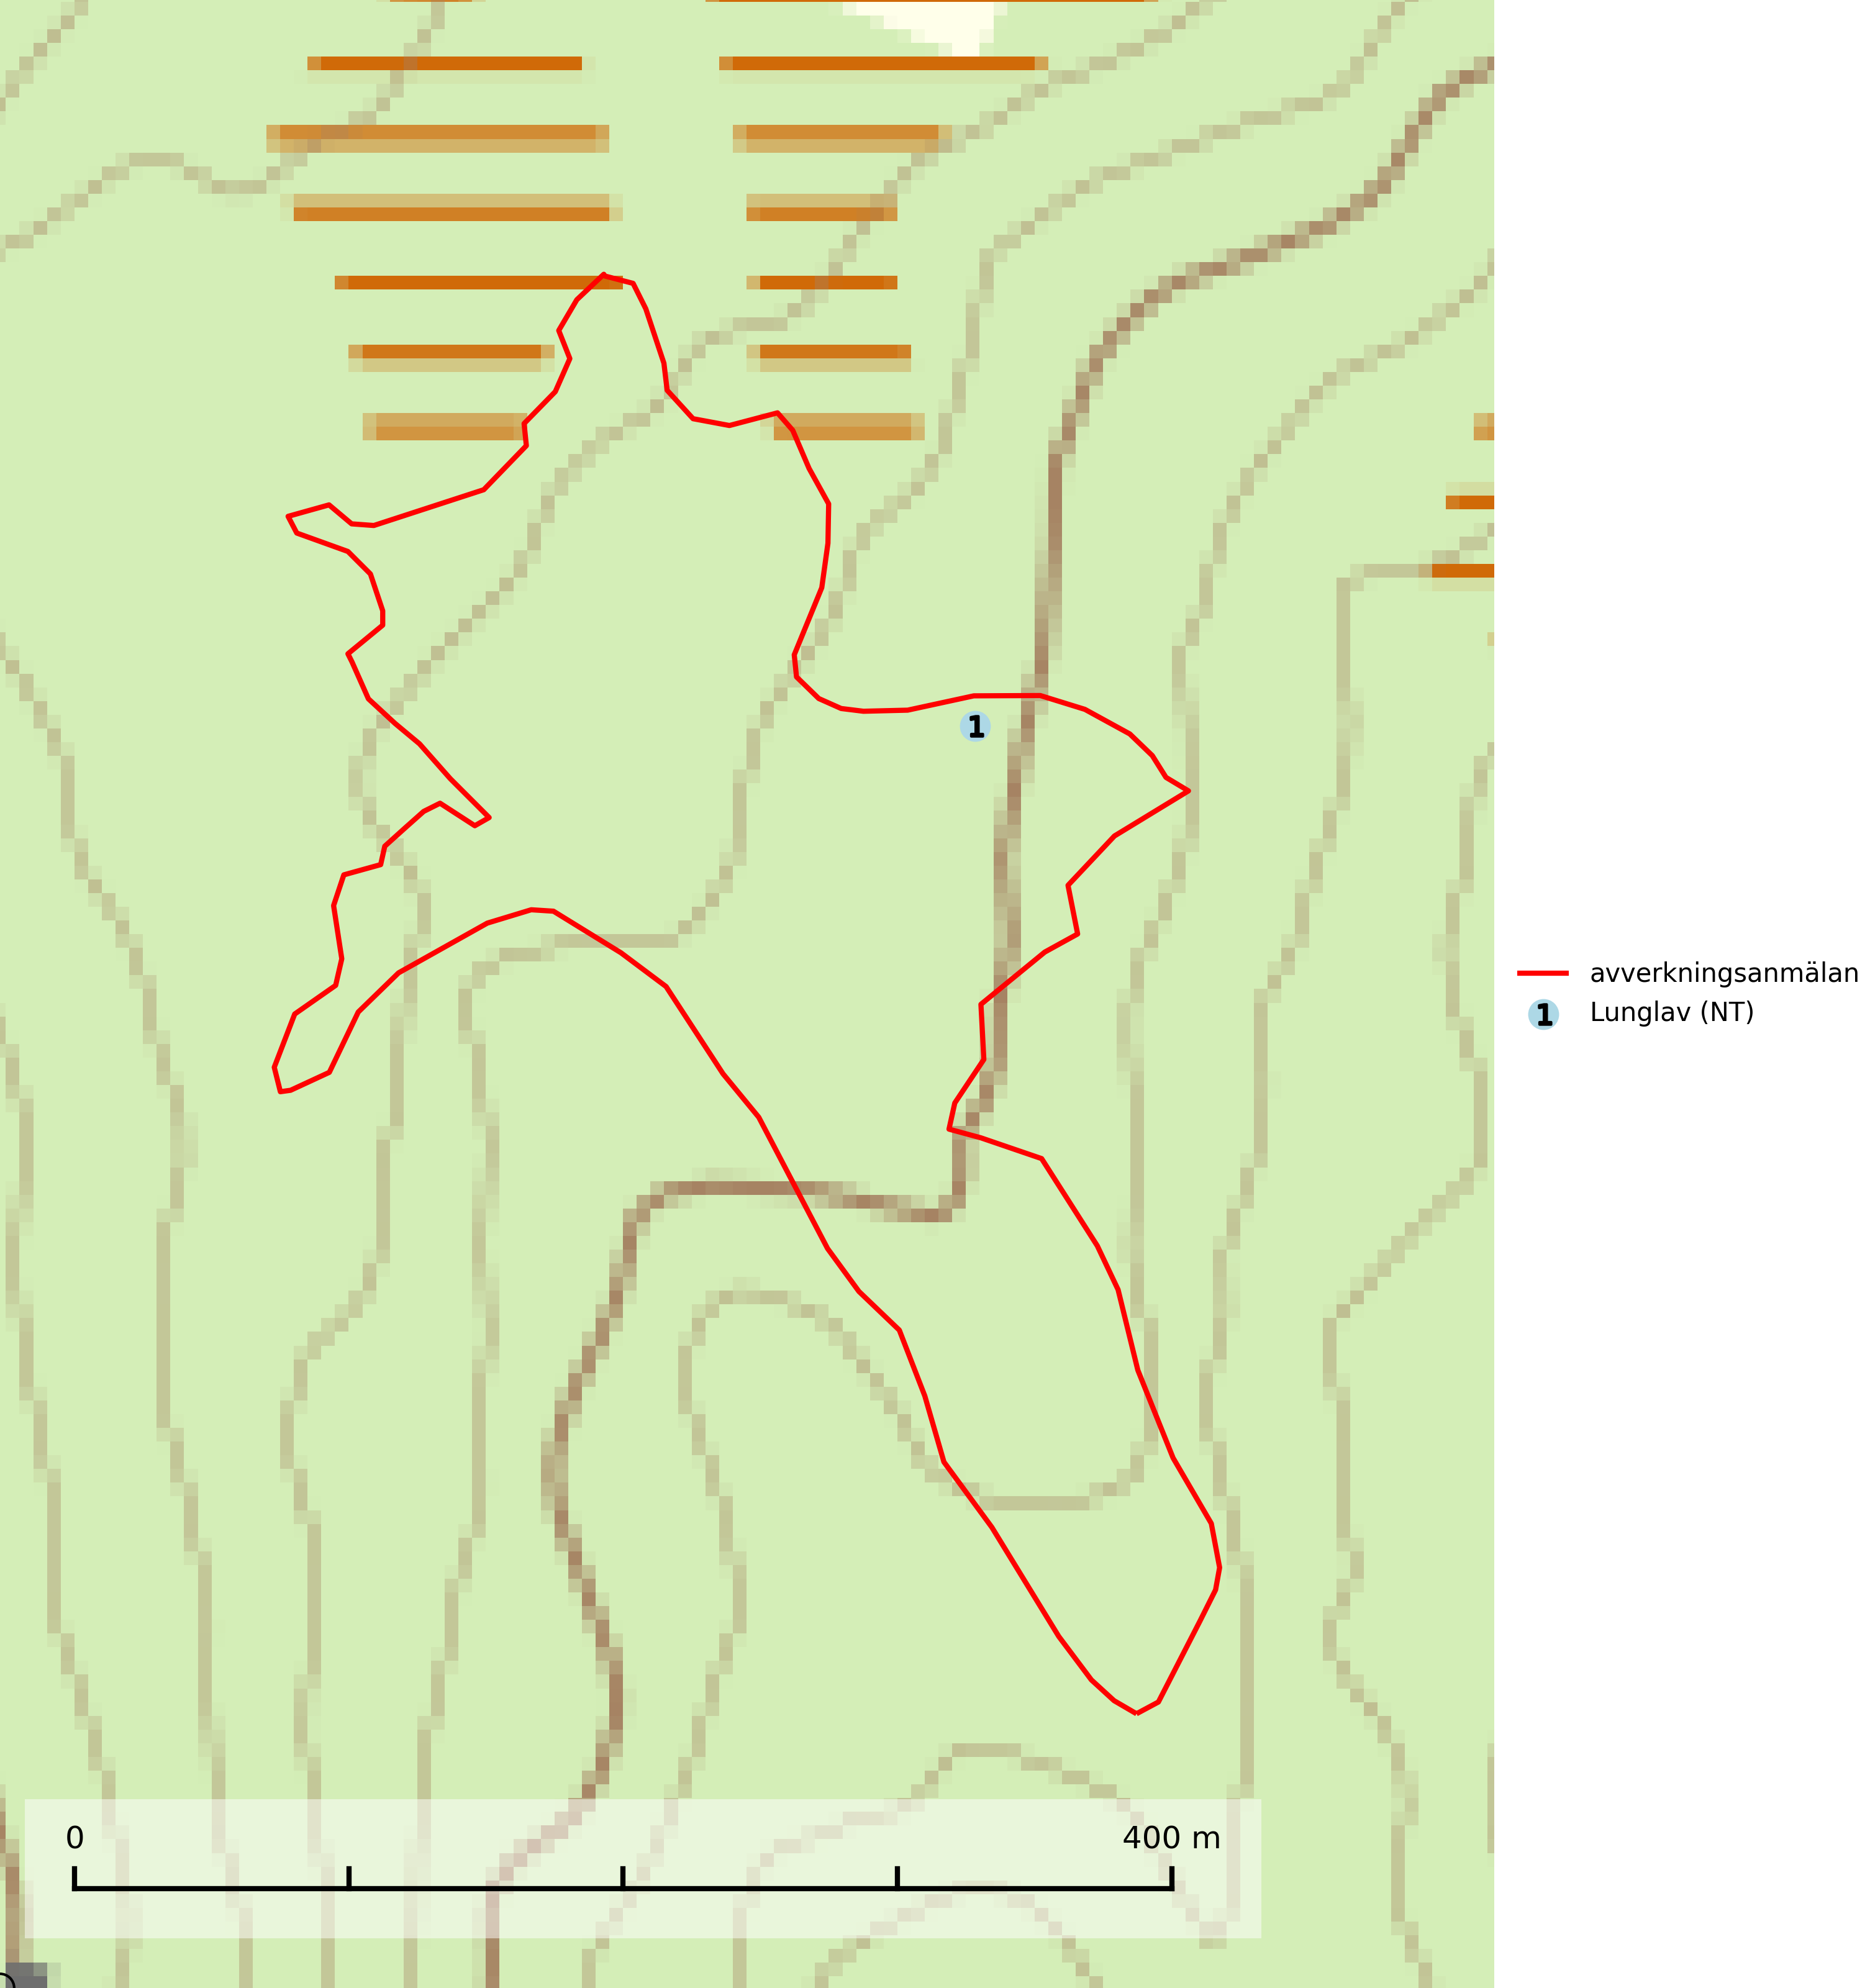 1
avverkningsanmälan
1 Lunglav (NT)
0 400 m